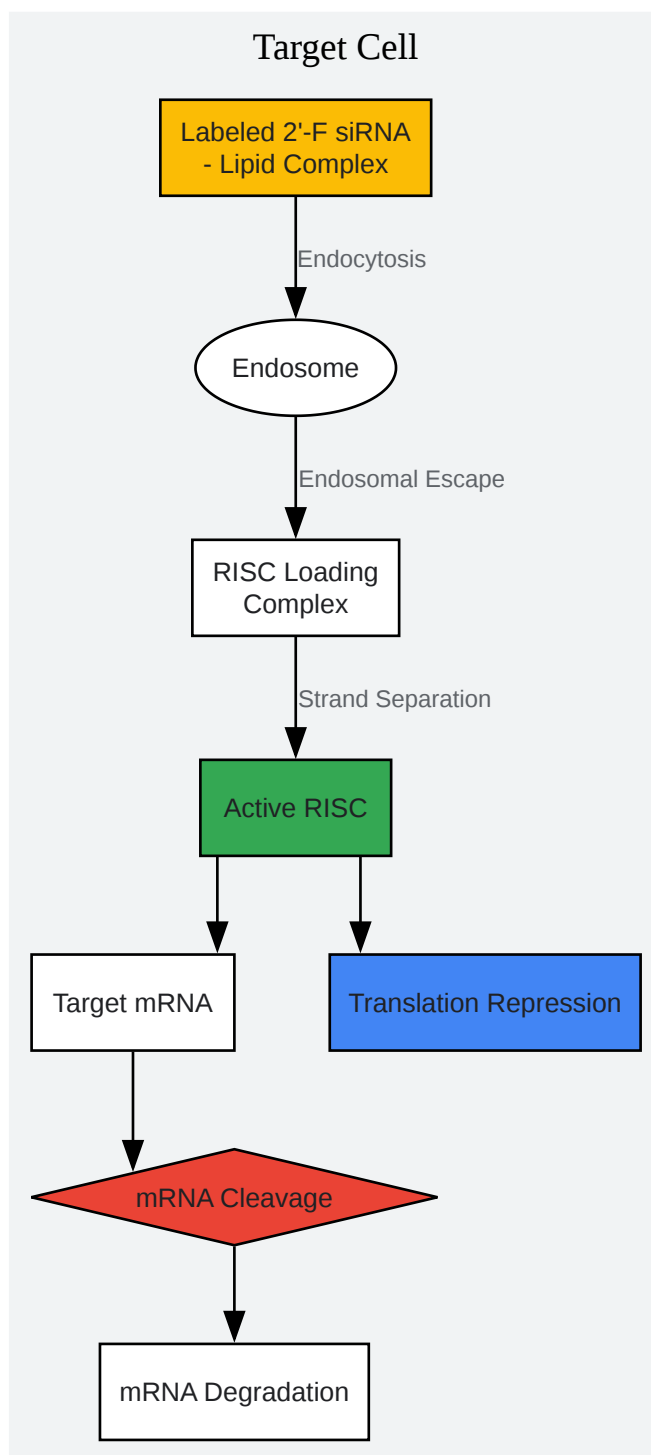 Target Cell
Labeled 2'-F siRNA
- Lipid Complex
Endocytosis
Endosome
Endosomal Escape
RISC Loading
Complex
Strand Separation
Active RISC
Target mRNA
Translation Repression
mRNA Cleavage
mRNA Degradation